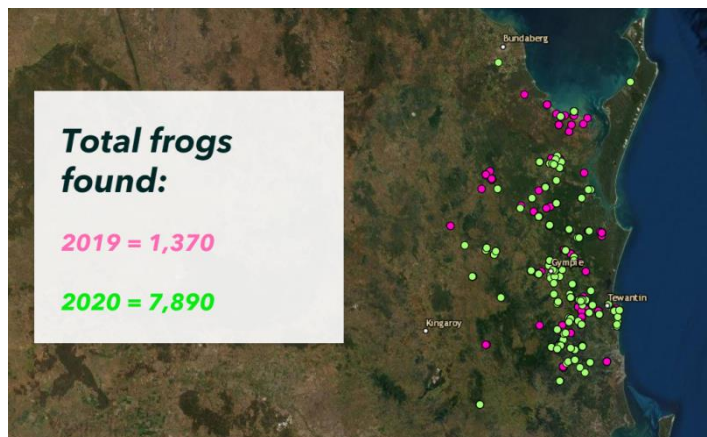 Bundaberg
Total frogs
found:
2019 = 1,370
2020 = 7,890
Gympie
Tewantin
Kingaroy